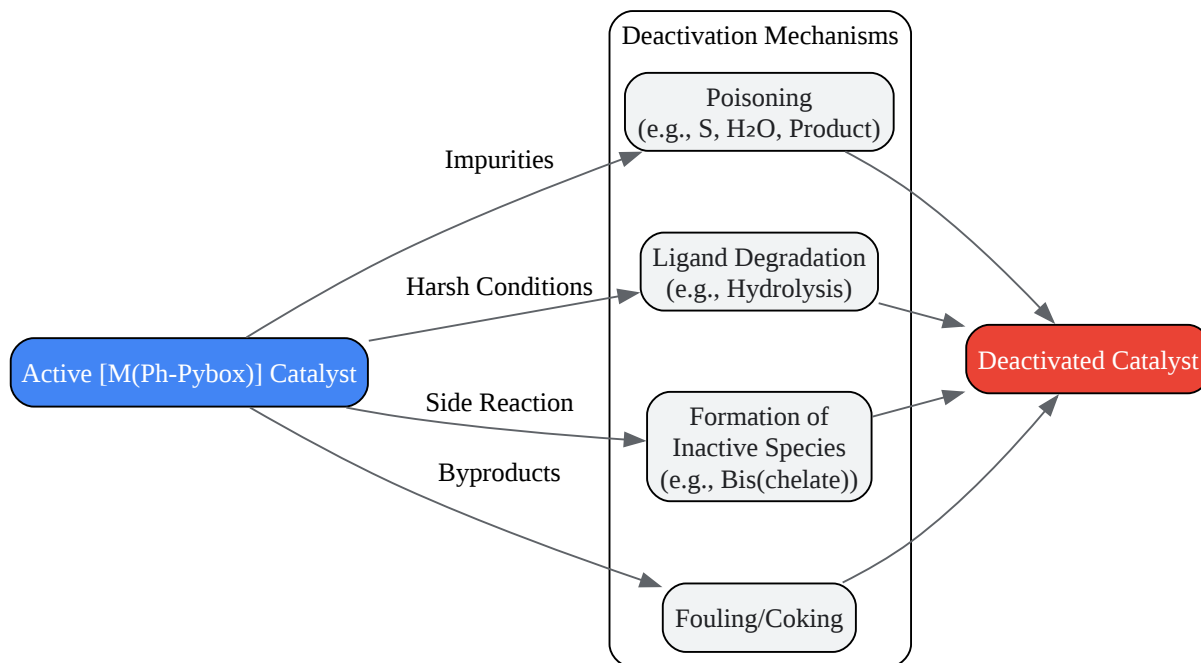 Deactivation Mechanisms
Poisoning
(e.g., S, H₂O, Product)
Impurities
Ligand Degradation
(e.g., Hydrolysis)
Harsh Conditions
Active [M(Ph-Pybox)] Catalyst
Deactivated Catalyst
Side Reaction
Formation of
Inactive Species
(e.g., Bis(chelate))
Byproducts
Fouling/Coking